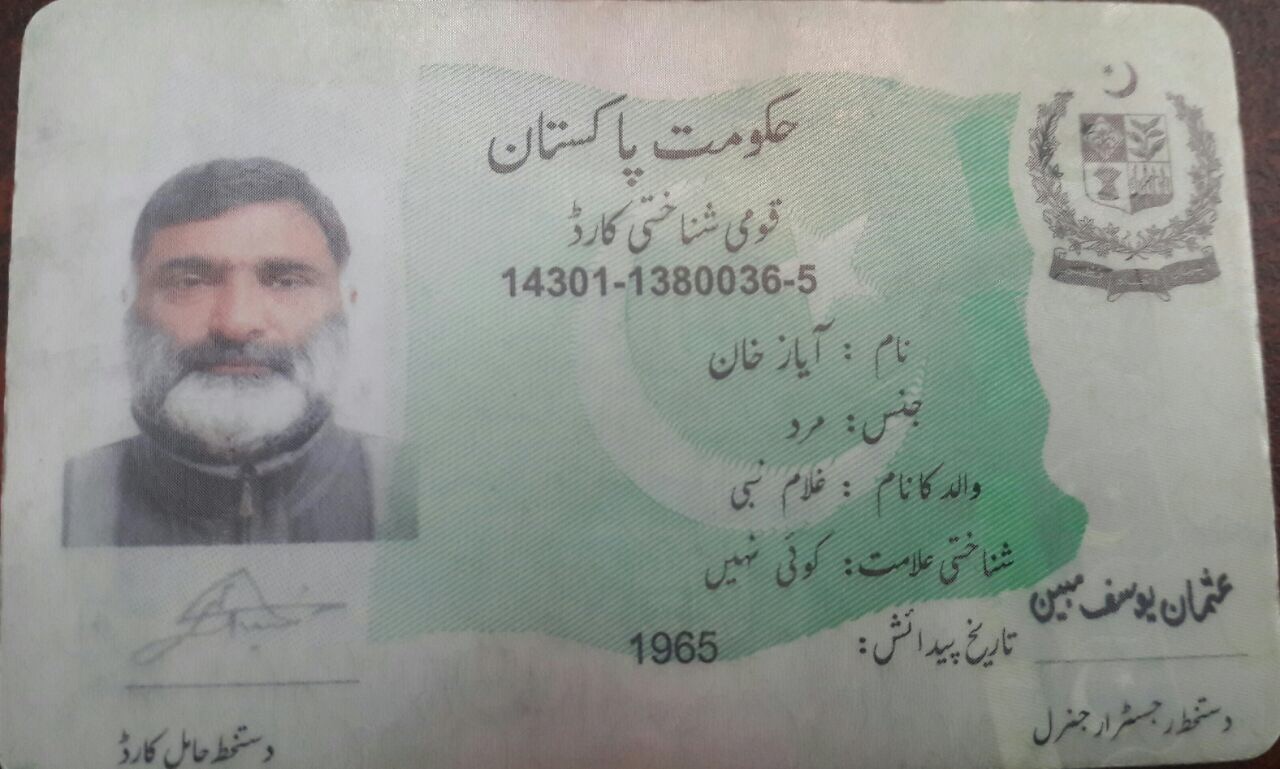 حکومت پاکستان
قومی شناختی کارڈ
14301-1380036-5
نام : آیاز خان
جنس: مرد
والد کا نام : غلام نبی
شناختی علامت: کوئی نہیں
تاریخ پیدائش: 1965
عثمان یوسف مبین
دستخط رجسٹرار جنرل
دستخط حامل کارڈ